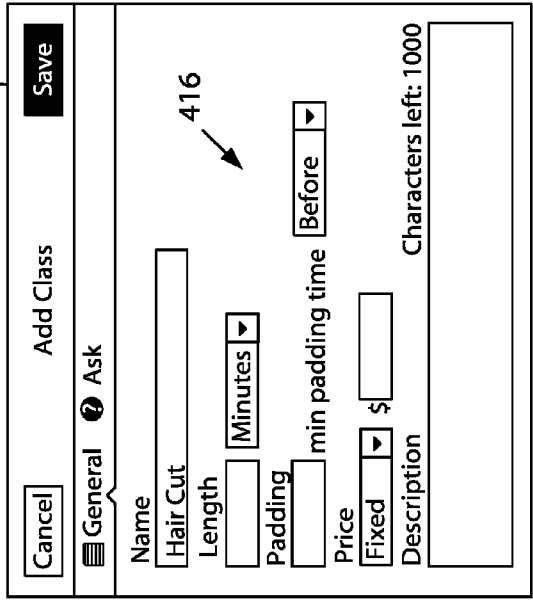 Cancel Add Class Save
General ? Ask
416
Name
Hair Cut
Length
Minutes
Padding
min padding time Before
Price
Fixed $
Description Characters left: 1000